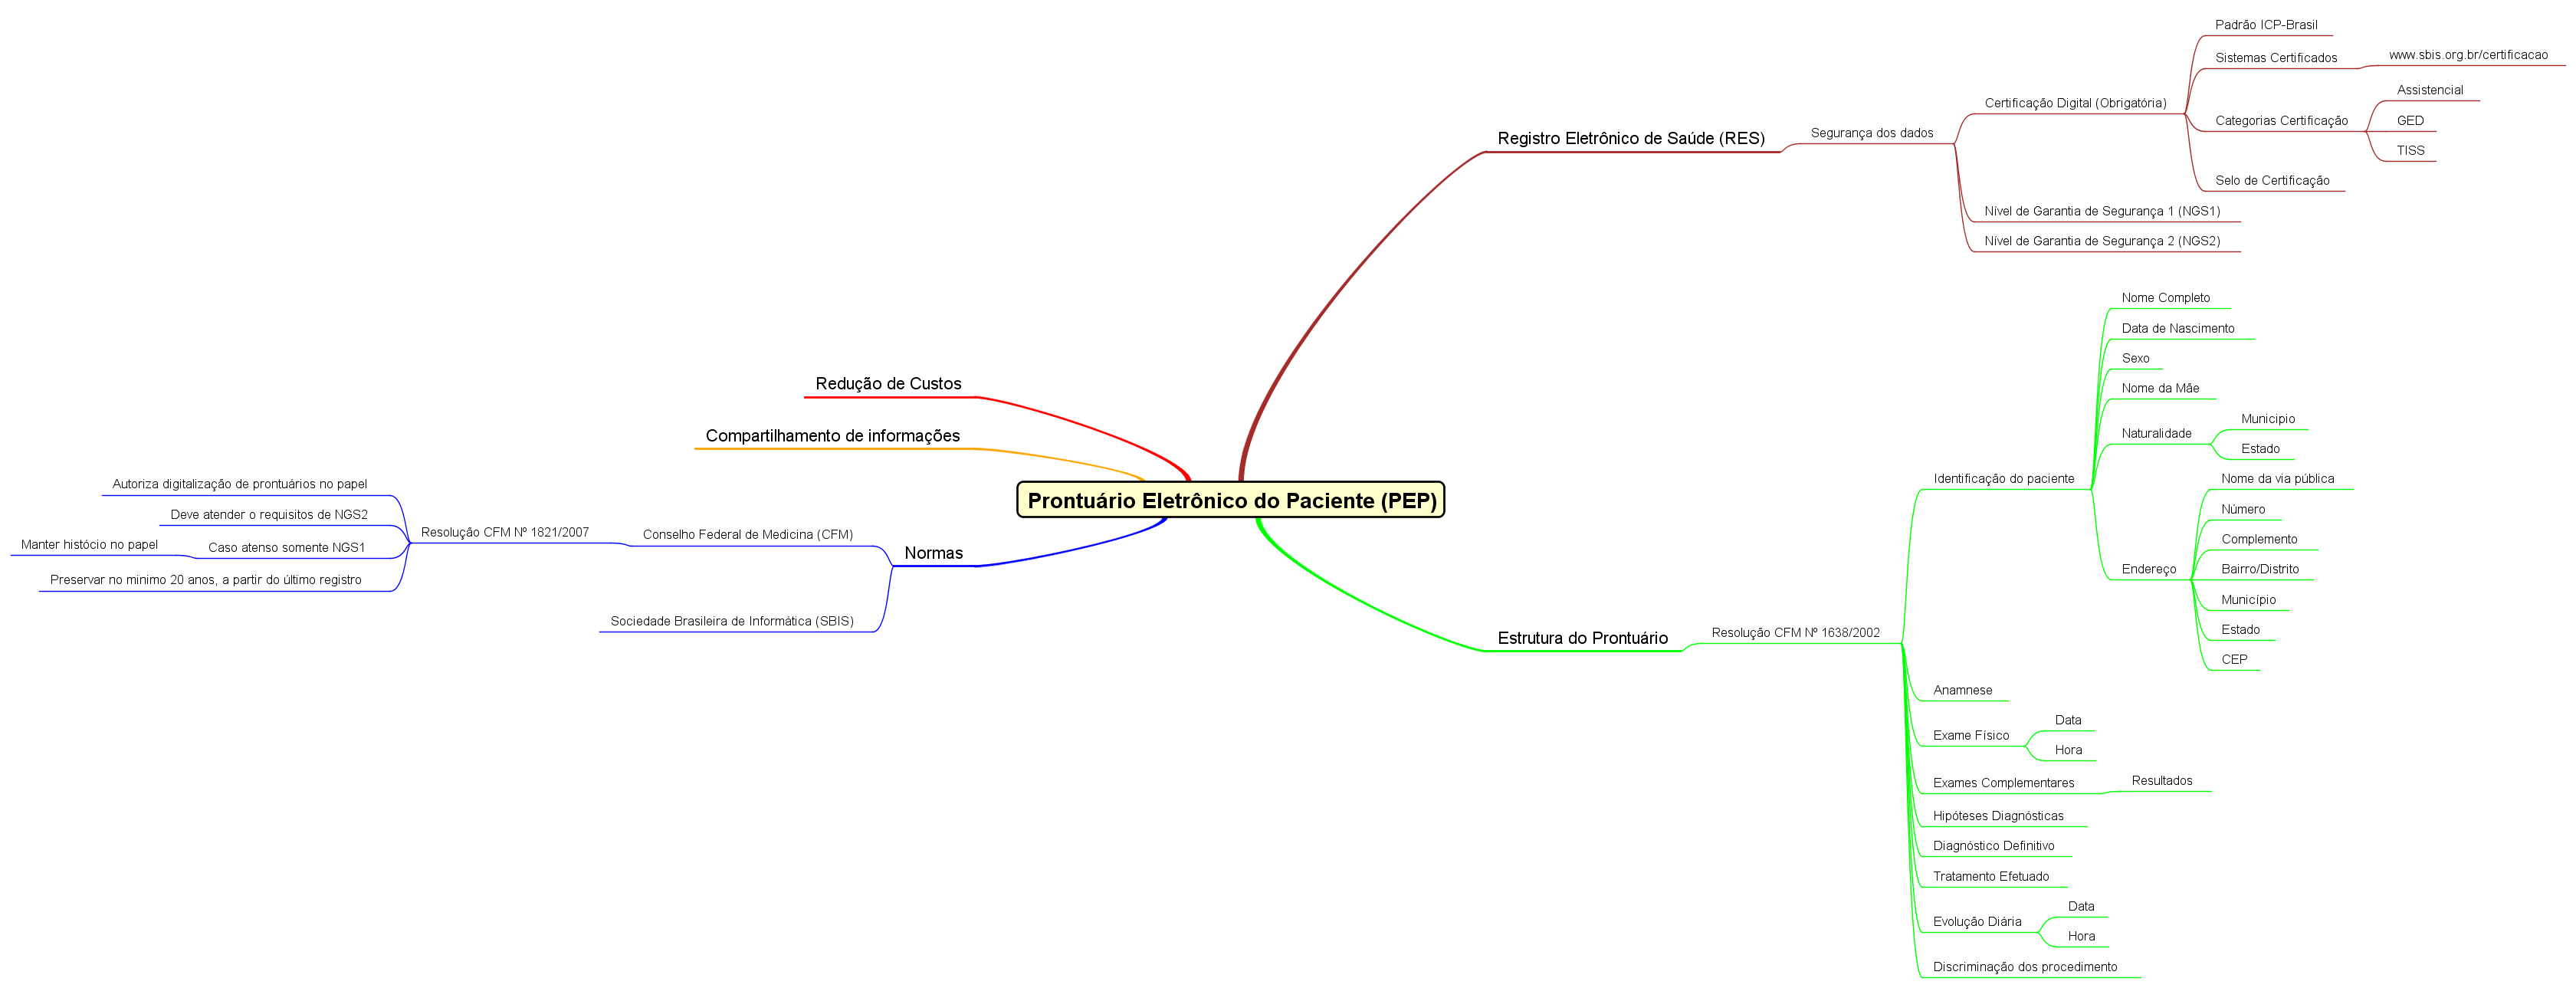 Prontuário Eletrônico do Paciente (PEP)
Registro Eletrônico de Saúde (RES)
Segurança dos dados
Certificação Digital (Obrigatória)
Padrão ICP-Brasil
Sistemas Certificados
www.sbis.org.br/certificacao
Categorias Certificação
Assistencial
GED
TISS
Selo de Certificação
Nível de Garantia de Segurança 1 (NGS1)
Nível de Garantia de Segurança 2 (NGS2)
Estrutura do Prontuário
Resolução CFM Nº 1638/2002
Identificação do paciente
Nome Completo
Data de Nascimento
Sexo
Nome da Mãe
Naturalidade
Municipio
Estado
Endereço
Nome da via pública
Número
Complemento
Bairro/Distrito
Município
Estado
CEP
Anamnese
Exame Físico
Data
Hora
Exames Complementares
Resultados
Hipóteses Diagnósticas
Diagnóstico Definitivo
Tratamento Efetuado
Evolução Diária
Data
Hora
Discriminação dos procedimento
Redução de Custos
Compartilhamento de informações
Normas
Conselho Federal de Medicina (CFM)
Resolução CFM Nº 1821/2007
Autoriza digitalização de prontuários no papel
Deve atender o requisitos de NGS2
Caso atenso somente NGS1
Manter histócio no papel
Preservar no minimo 20 anos, a partir do último registro
Sociedade Brasileira de Informática (SBIS)